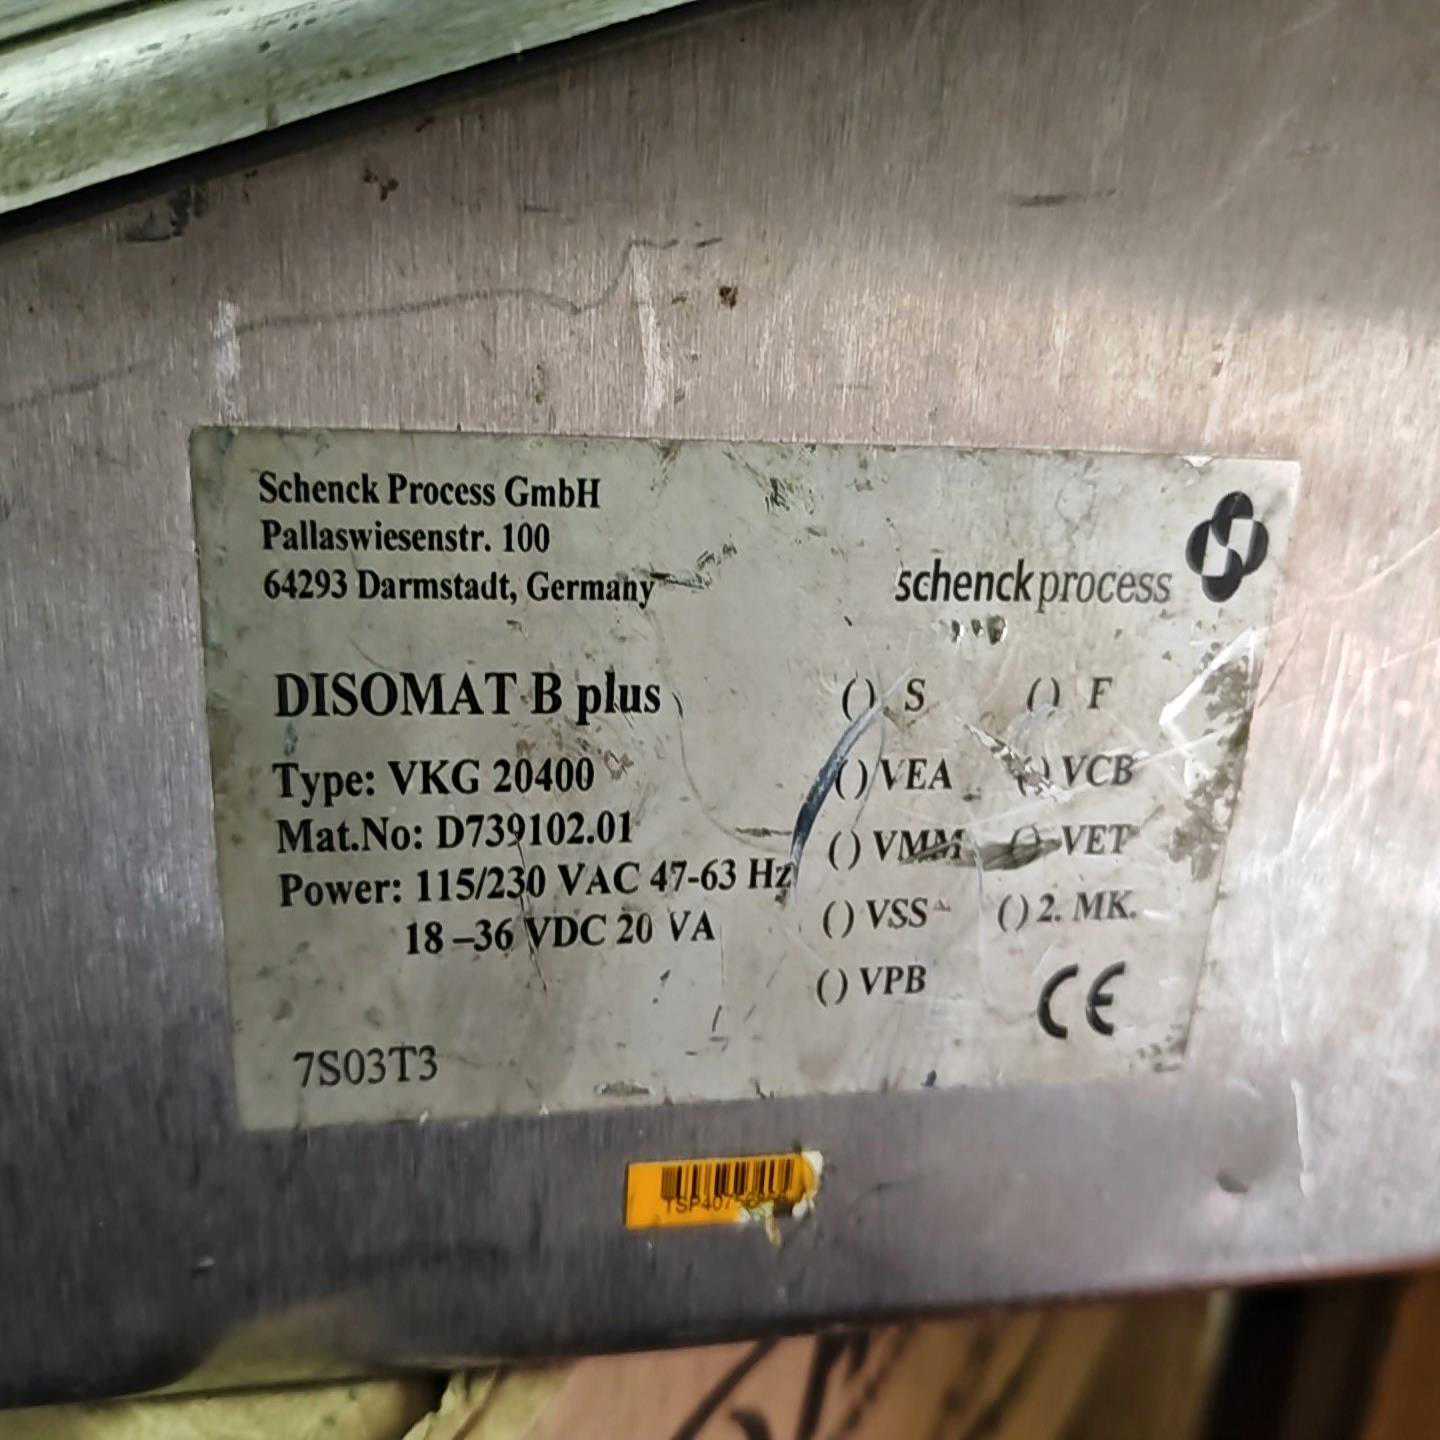 Schenck Process GmbH
Pallaswiesenstr. 100
64293 Darmstadt, Germany
schenck process
DISOMAT B plus
Type: VKG 20400
Mat.No: D739102.01
Power: 115/230 VAC 47-63 Hz
18 –36 VDC 20 VA
( ) S ( ) F
( ) VEA ( ) VCB
( ) VMM ( ) VET
( ) VSS ( ) 2. MK.
( ) VPB
CE
7S03T3